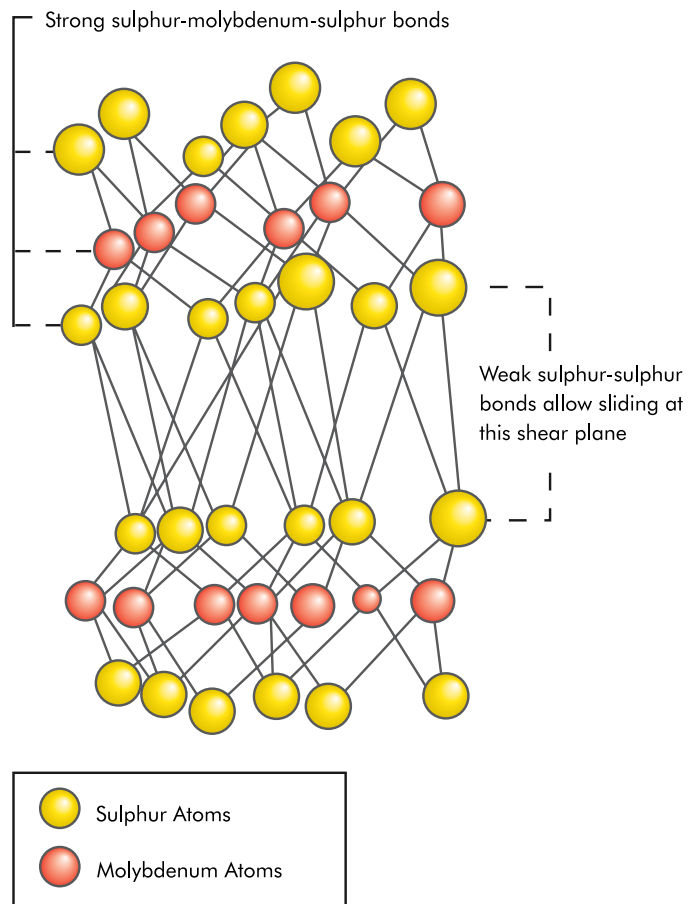 Strong sulphur-molybdenum-sulphur bonds
Weak sulphur-sulphur
bonds allow sliding at
this shear plane
Sulphur Atoms
Molybdenum Atoms